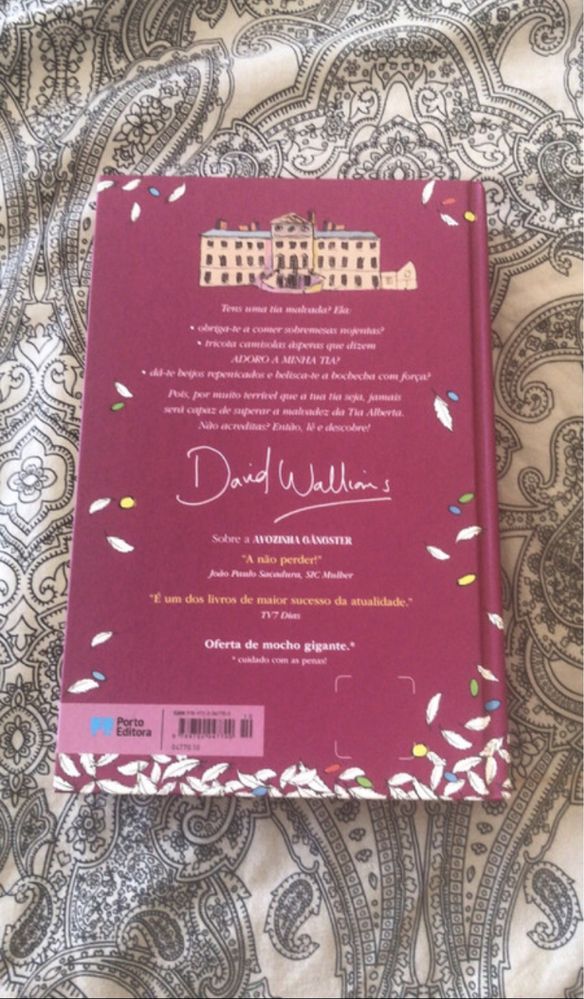 Tens uma tia malvada? Ela:
• obriga-te a comer sobremesas nojentas?
• tricota camisolas ásperas que dizem
ADORO A MINHA TIA?
• dá-te beijos repenicados e belisca-te a bochecha com força?
Pois, por muito terrível que a tua tia seja, jamais
será capaz de superar a malvadez da Tia Alberta.
Não acreditas? Então, lê e descobre!
David Walliams
Sobre a AVOZINHA GÂNGSTER
"A não perder!"
João Paulo Sacadura, SIC Mulher
"É um dos livros de maior sucesso da atualidade."
TV7 Dias
Oferta de mocho gigante.*
* cuidado com as penas!
Porto
Editora
04770.10